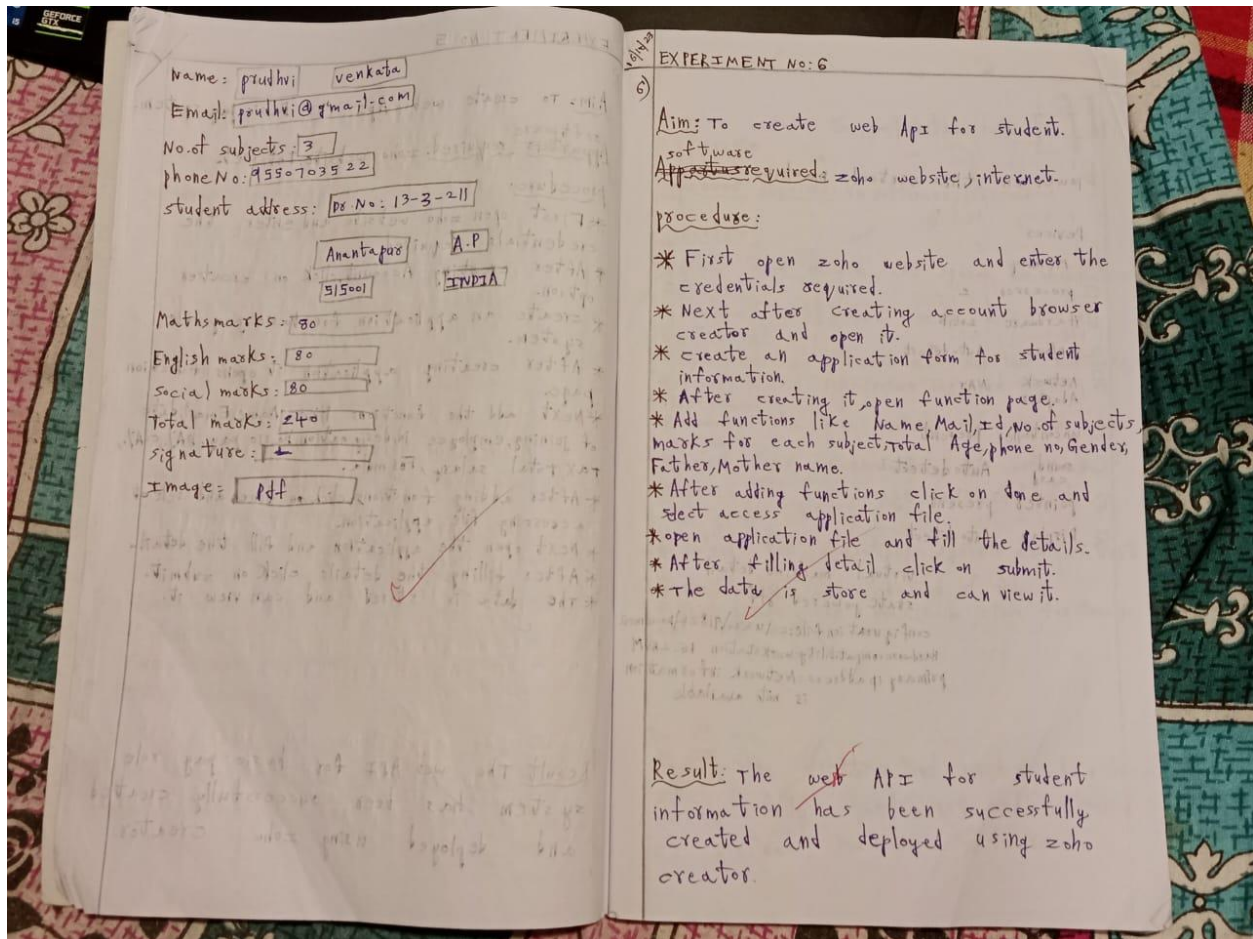 GEFORCE
GTX
i5
Name: prudhvi venkata
Email: prudhvi@gmail.com
No.of subjects: 3
phone No: 9550703522
student address: Dr No: 13-3-211
Anantapur A.P
515001 INDIA
Maths marks: 80
English marks: 80
social marks: 80
Total marks: 240
signature:
Image: pdf
EXPERIMENT No: 6
6)
Aim: To create web ApI for student.
software
required: zoho website, internet.
procedure:
* First open zoho website and enter the
credentials required.
* Next after creating account browser
creator and open it.
* create an application form for student
information.
* After creating it, open function page.
* Add functions like Name, Mail, Id, No. of subjects,
marks for each subject, Total Age, phone no, Gender,
Father, Mother name.
* After adding functions click on done and
select access application file.
* open application file and fill the details.
* After filling detail click on submit.
* The data is store and can view it.
Result: The web API for student
information has been successfully
created and deployed using zoho
creator.